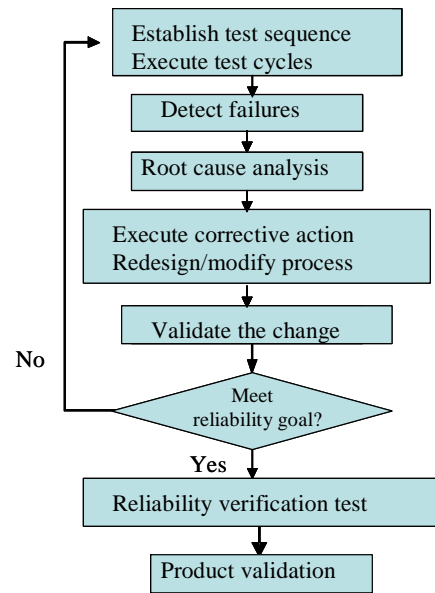 Establish test sequence
Execute test cycles
Detect failures
Root cause analysis
Execute corrective action
Redesign/modify process
Validate the change
No
Meet
reliability goal?
Yes
Reliability verification test
Product validation